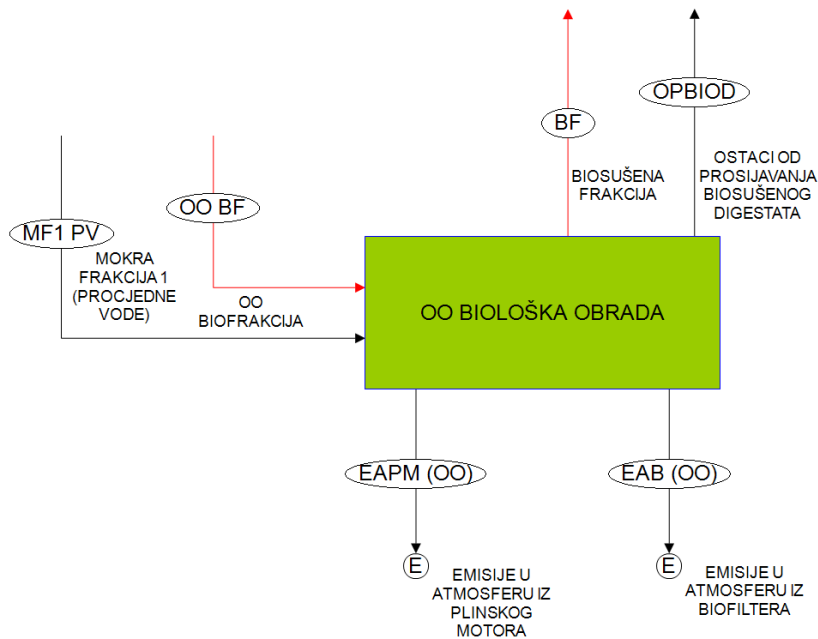 OPBIOD
BF
BIOSUŠENA
FRAKCIJA
OSTACI OD
PROSIJAVANJA
BIOSUŠENOG
DIGESTATA
OO BF
MF1 PV
MOKRA
FRAKCIJA 1
(PROCJEDNE
VODE)
OO
BIOFRAKCIJA
OO BIOLOŠKA OBRADA
EAPM (OO)
EAB (OO)
E
E
EMISIJE U
ATMOSFERU IZ
PLINSKOG
MOTORA
EMISIJE U
ATMOSFERU IZ
BIOFILTERA